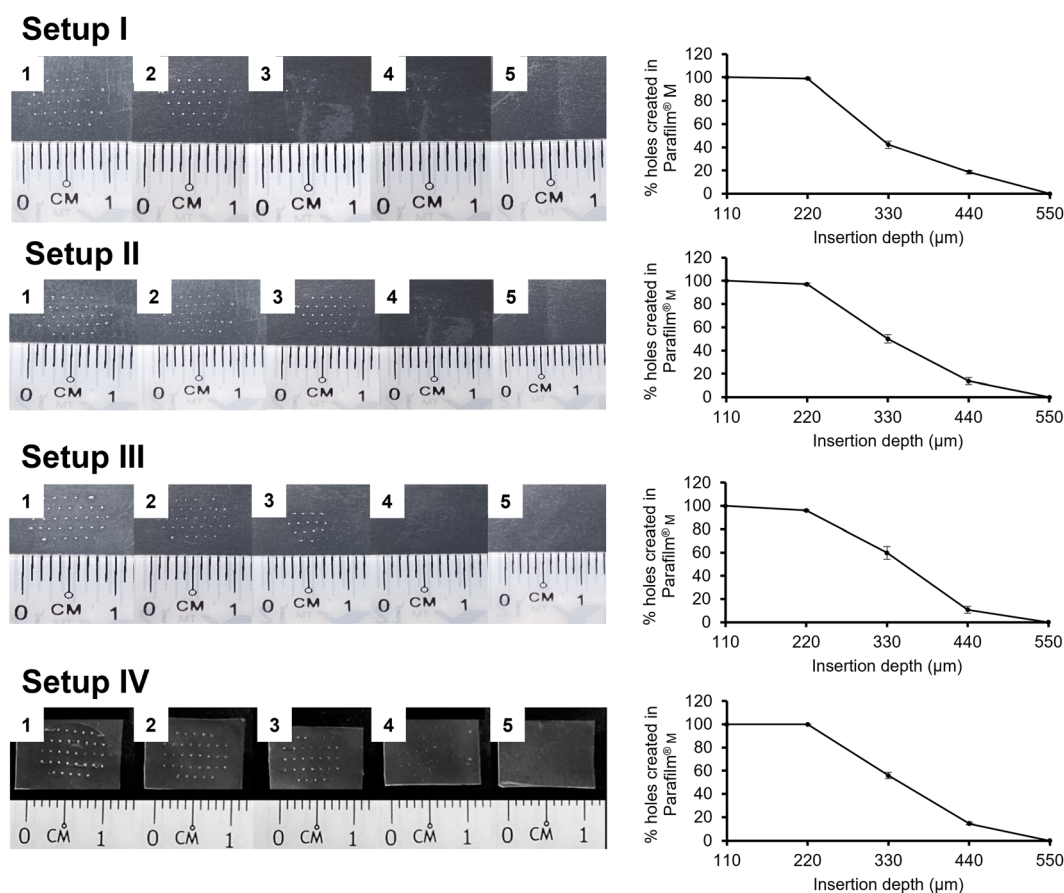 Setup I
1 2 3 4 5
0 CM 1 0 CM 1 0 CM 1 0 CM 1 0 CM 1
MT MT MT
% holes created in
Parafilm® M
120
100
80
60
40
20
0
110 220 330 440 550
Insertion depth (µm)
Setup II
1 2 3 4 5
0 CM 1 0 CM 1 0 CM 1 0 CM 1 0 CM 1
MT MT
% holes created in
Parafilm® M
120
100
80
60
40
20
0
110 220 330 440 550
Insertion depth (µm)
Setup III
1 2 3 4 5
0 CM 1 0 CM 1 0 CM 1 0 CM 1 0 CM 1
MT MT
% holes created in
Parafilm® M
120
100
80
60
40
20
0
110 220 330 440 550
Insertion depth (µm)
Setup IV
1 2 3 4 5
0 CM 1 0 CM 1 0 CM 1 0 CM 1 0 CM 1
% holes created in
Parafilm® M
120
100
80
60
40
20
0
110 220 330 440 550
Insertion depth (µm)